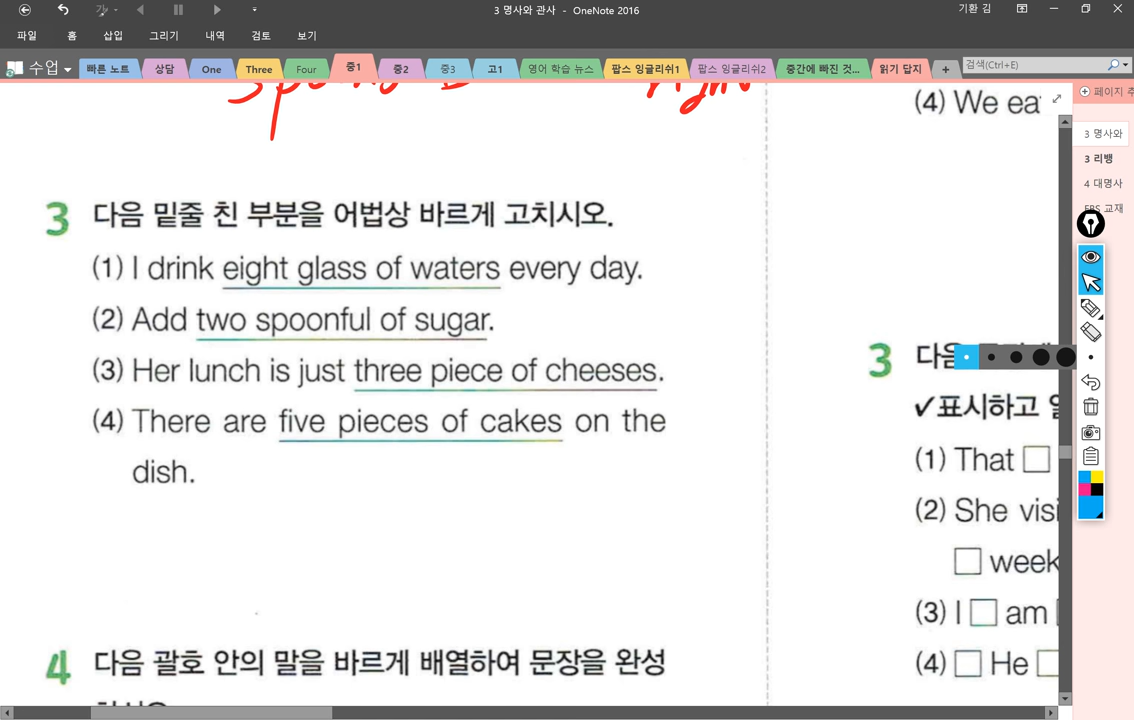 3 명사와 관사 - OneNote 2016
기환 김
파일 홈 삽입 그리기 내역 검토 보기
수업 빠른 노트 상담 One Three Four 중1 중2 중3 고1 영어 학습 뉴스 팝스 잉글리쉬1 팝스 잉글리쉬2 중간에 빠진 것... 읽기 답지 + 검색(Ctrl+E)
페이지 추
3 명사와
3 리뱅
4 대명사
EBS 교재
(4) We ea
3 다음 밑줄 친 부분을 어법상 바르게 고치시오.
(1) I drink eight glass of waters every day.
(2) Add two spoonful of sugar.
(3) Her lunch is just three piece of cheeses.
(4) There are five pieces of cakes on the
dish.
4 다음 괄호 안의 말을 바르게 배열하여 문장을 완성
3 다음
✓표시하고
(1) That □
(2) She visi
□ week
(3) I □ am
(4) □ He □